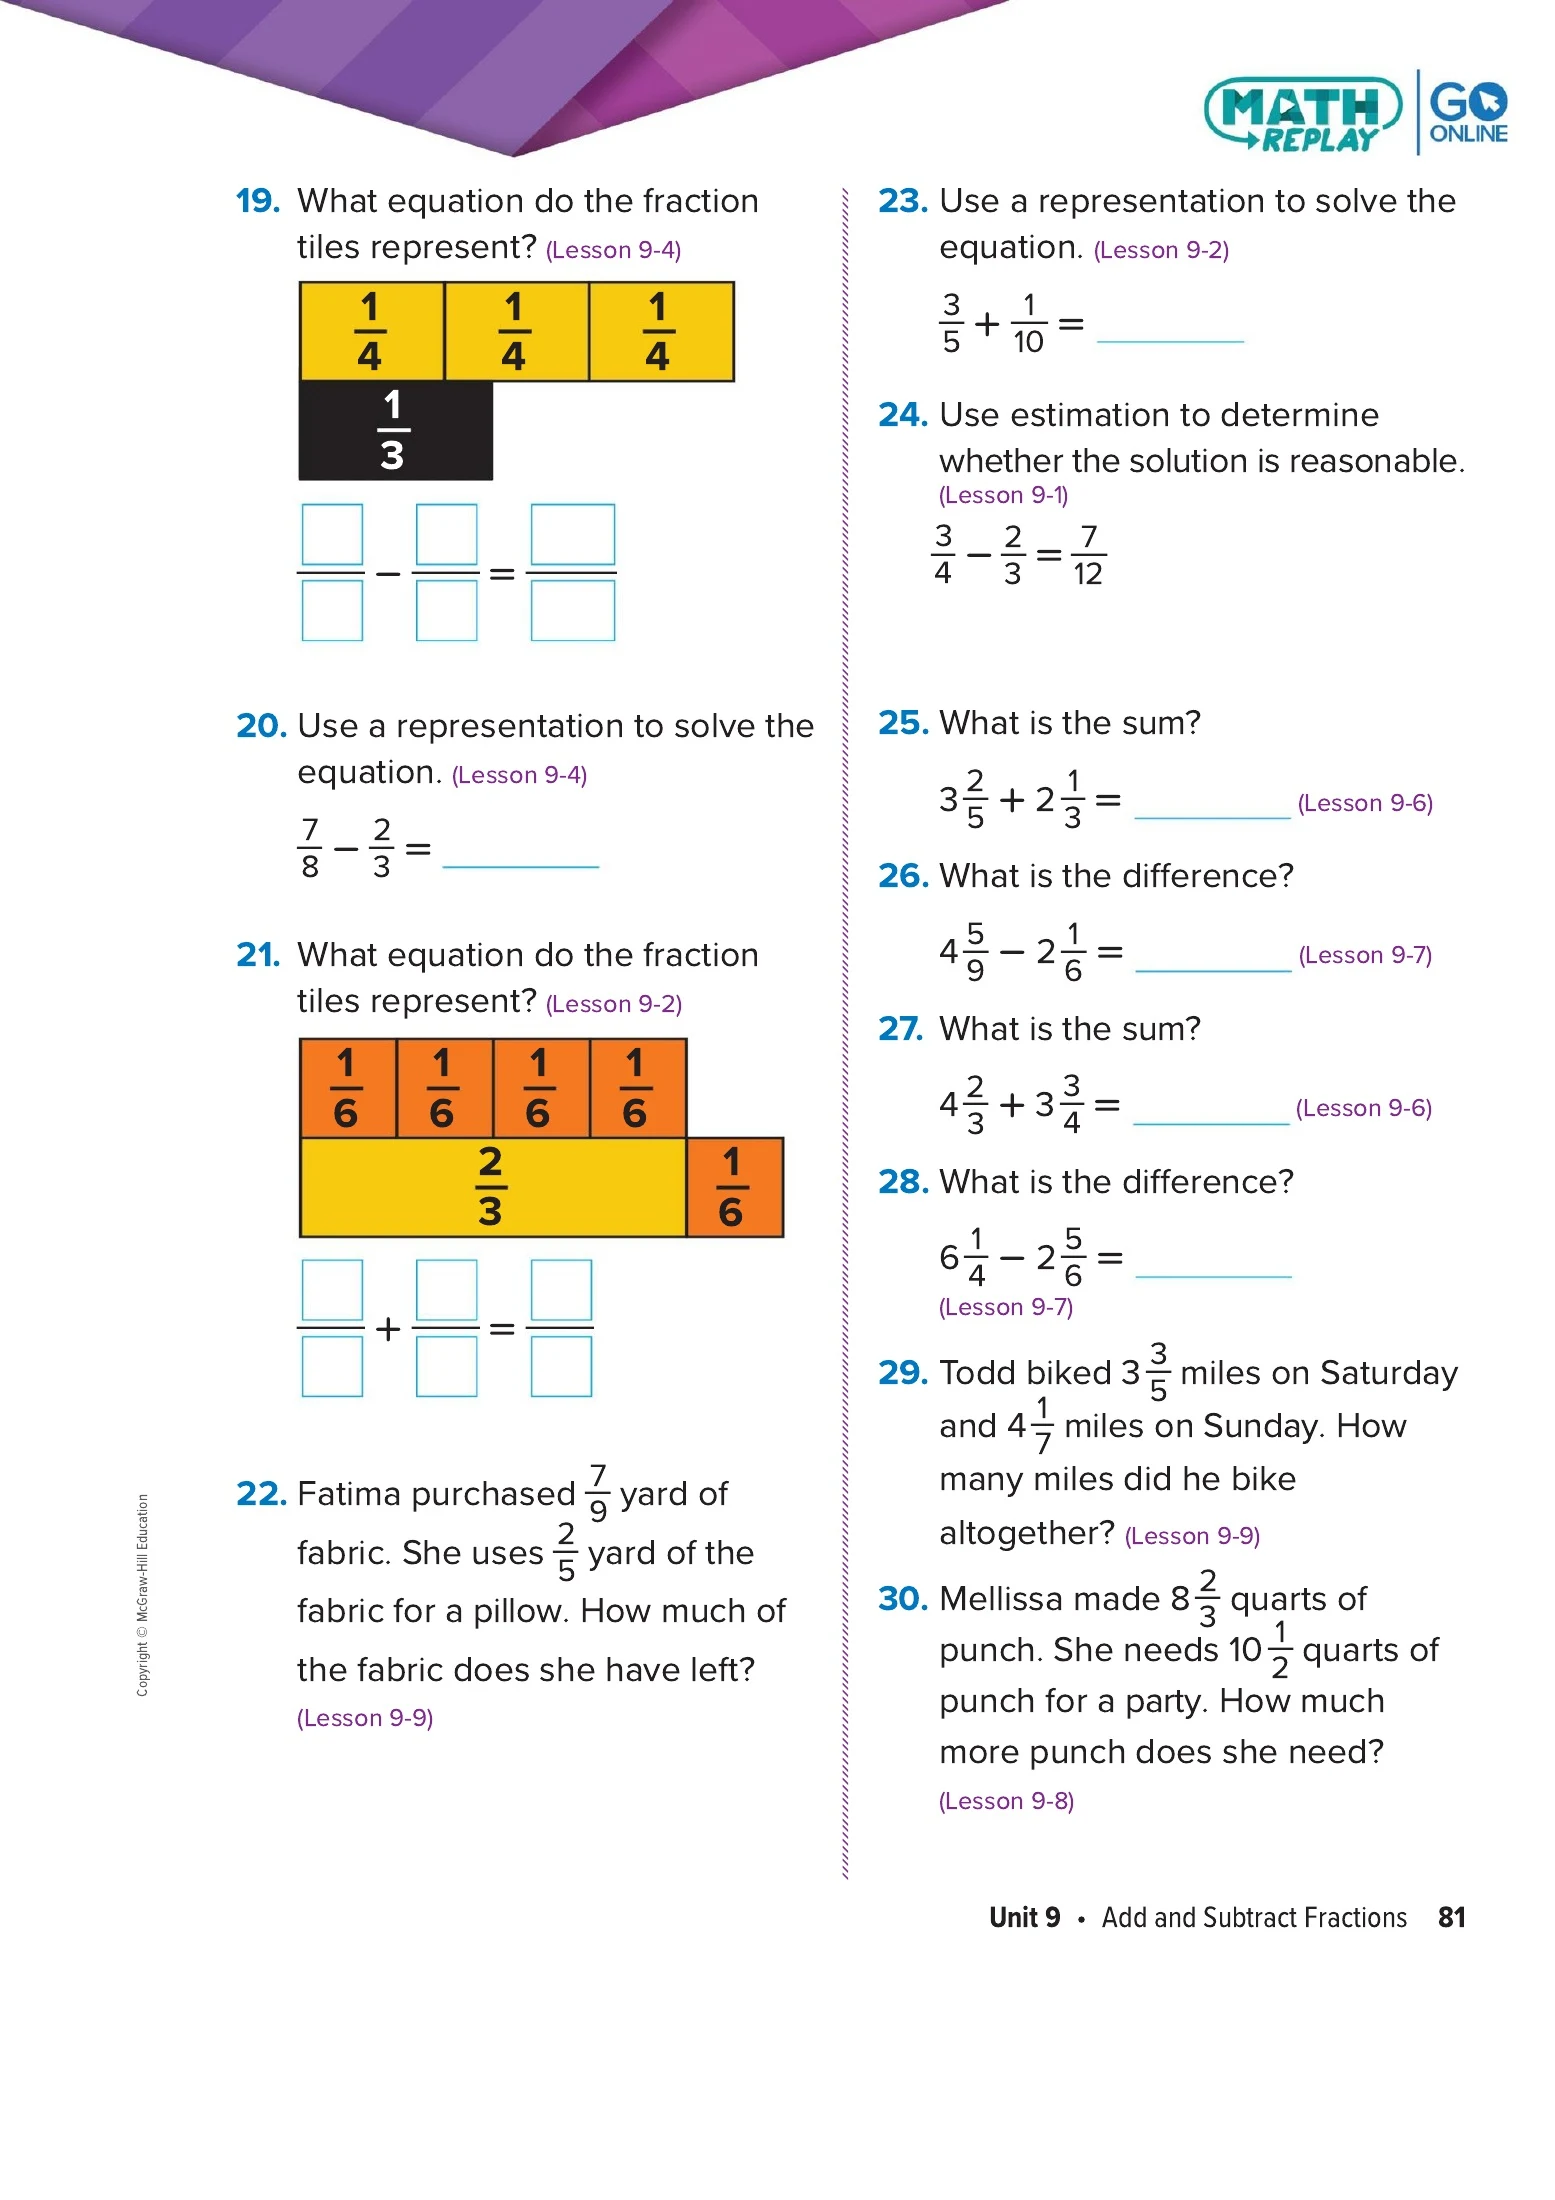 MATH
REPLAY
GO
ONLINE
19. What equation do the fraction
tiles represent? (Lesson 9-4)
1/4 1/4 1/4
1/3
− =
20. Use a representation to solve the
equation. (Lesson 9-4)
7/8 − 2/3 =
21. What equation do the fraction
tiles represent? (Lesson 9-2)
1/6 1/6 1/6 1/6
2/3 1/6
+ =
22. Fatima purchased 7/9 yard of
fabric. She uses 2/5 yard of the
fabric for a pillow. How much of
the fabric does she have left?
(Lesson 9-9)
23. Use a representation to solve the
equation. (Lesson 9-2)
3/5 + 1/10 =
24. Use estimation to determine
whether the solution is reasonable.
(Lesson 9-1)
3/4 − 2/3 = 7/12
25. What is the sum?
3 2/5 + 2 1/3 = (Lesson 9-6)
26. What is the difference?
4 5/9 − 2 1/6 = (Lesson 9-7)
27. What is the sum?
4 2/3 + 3 3/4 = (Lesson 9-6)
28. What is the difference?
6 1/4 − 2 5/6 =
(Lesson 9-7)
29. Todd biked 3 3/5 miles on Saturday
and 4 1/7 miles on Sunday. How
many miles did he bike
altogether? (Lesson 9-9)
30. Mellissa made 8 2/3 quarts of
punch. She needs 10 1/2 quarts of
punch for a party. How much
more punch does she need?
(Lesson 9-8)
Copyright © McGraw-Hill Education
Unit 9 • Add and Subtract Fractions 81